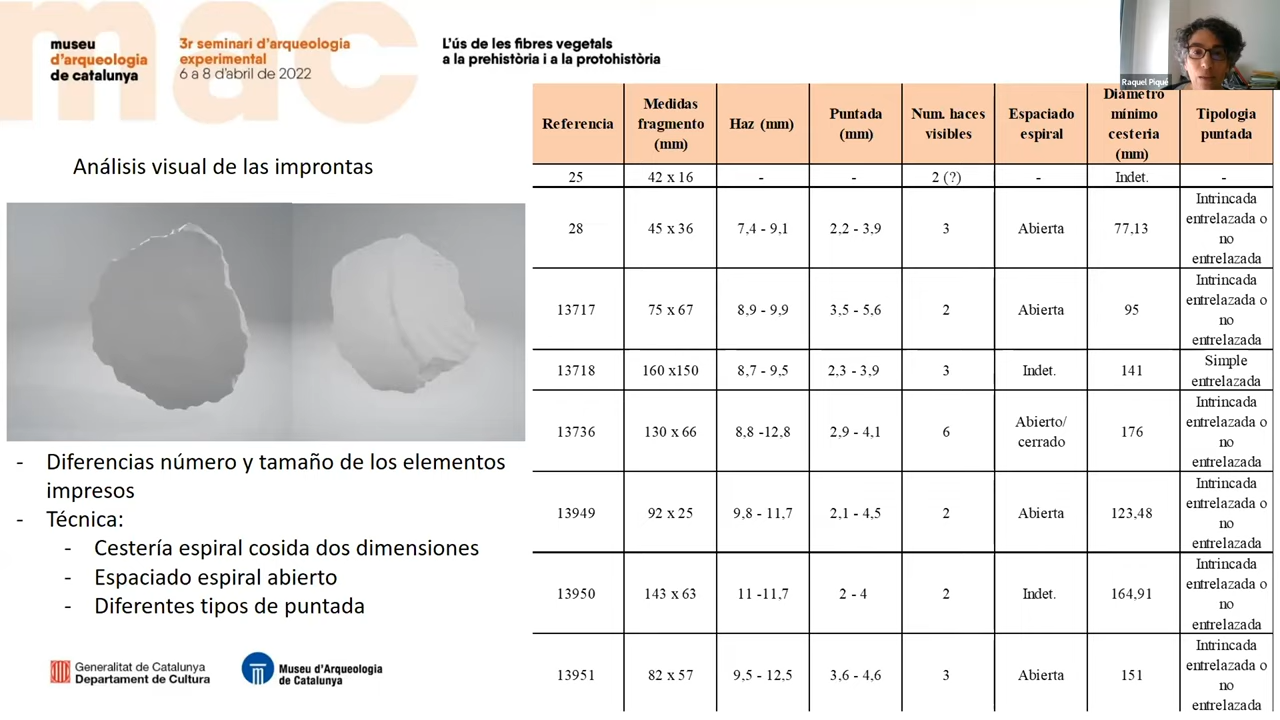 museu
d'arqueologia
de catalunya
3r seminari d'arqueologia
experimental
6 a 8 d'abril de 2022
L'ús de les fibres vegetals
a la prehistòria i a la protohistòria
Raquel Piqué
Análisis visual de las improntas
- Diferencias número y tamaño de los elementos
impresos
- Técnica:
- Cestería espiral cosida dos dimensiones
- Espaciado espiral abierto
- Diferentes tipos de puntada
Generalitat de Catalunya
Departament de Cultura
Museu d'Arqueologia
de Catalunya
Referencia
Medidas
fragmento
(mm)
Haz (mm)
Puntada
(mm)
Num. haces
visibles
Espaciado
espiral
Diámetro
mínimo
cesteria
(mm)
Tipologia
puntada
25 42 x 16 - - 2 (?) - Indet. -
28 45 x 36 7,4 - 9,1 2,2 - 3,9 3 Abierta 77,13
Intrincada
entrelazada o
no
entrelazada
13717 75 x 67 8,9 - 9,9 3,5 - 5,6 2 Abierta 95
Intrincada
entrelazada o
no
entrelazada
13718 160 x150 8,7 - 9,5 2,3 - 3,9 3 Indet. 141
Simple
entrelazada
13736 130 x 66 8,8 -12,8 2,9 - 4,1 6
Abierto/
cerrado
176
Intrincada
entrelazada o
no
entrelazada
13949 92 x 25 9,8 - 11,7 2,1 - 4,5 2 Abierta 123,48
Intrincada
entrelazada o
no
entrelazada
13950 143 x 63 11 -11,7 2 - 4 2 Indet. 164,91
Intrincada
entrelazada o
no
entrelazada
13951 82 x 57 9,5 - 12,5 3,6 - 4,6 3 Abierta 151
Intrincada
entrelazada o
no
entrelazada